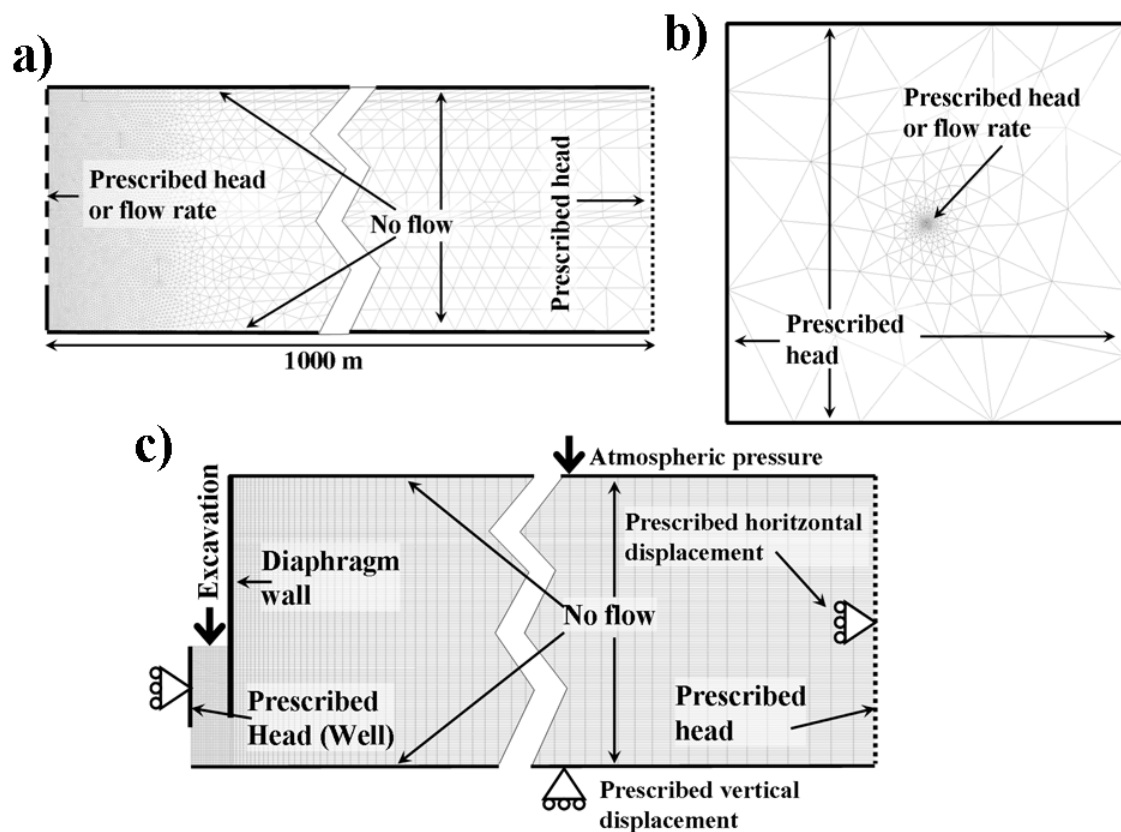 a)
Prescribed head
or flow rate
No flow
Prescribed head
1000 m
b)
Prescribed head
or flow rate
Prescribed
head
c)
Excavation
Diaphragm
wall
Prescribed
Head (Well)
No flow
Atmospheric pressure
Prescribed horitzontal
displacement
Prescribed
head
Prescribed vertical
displacement